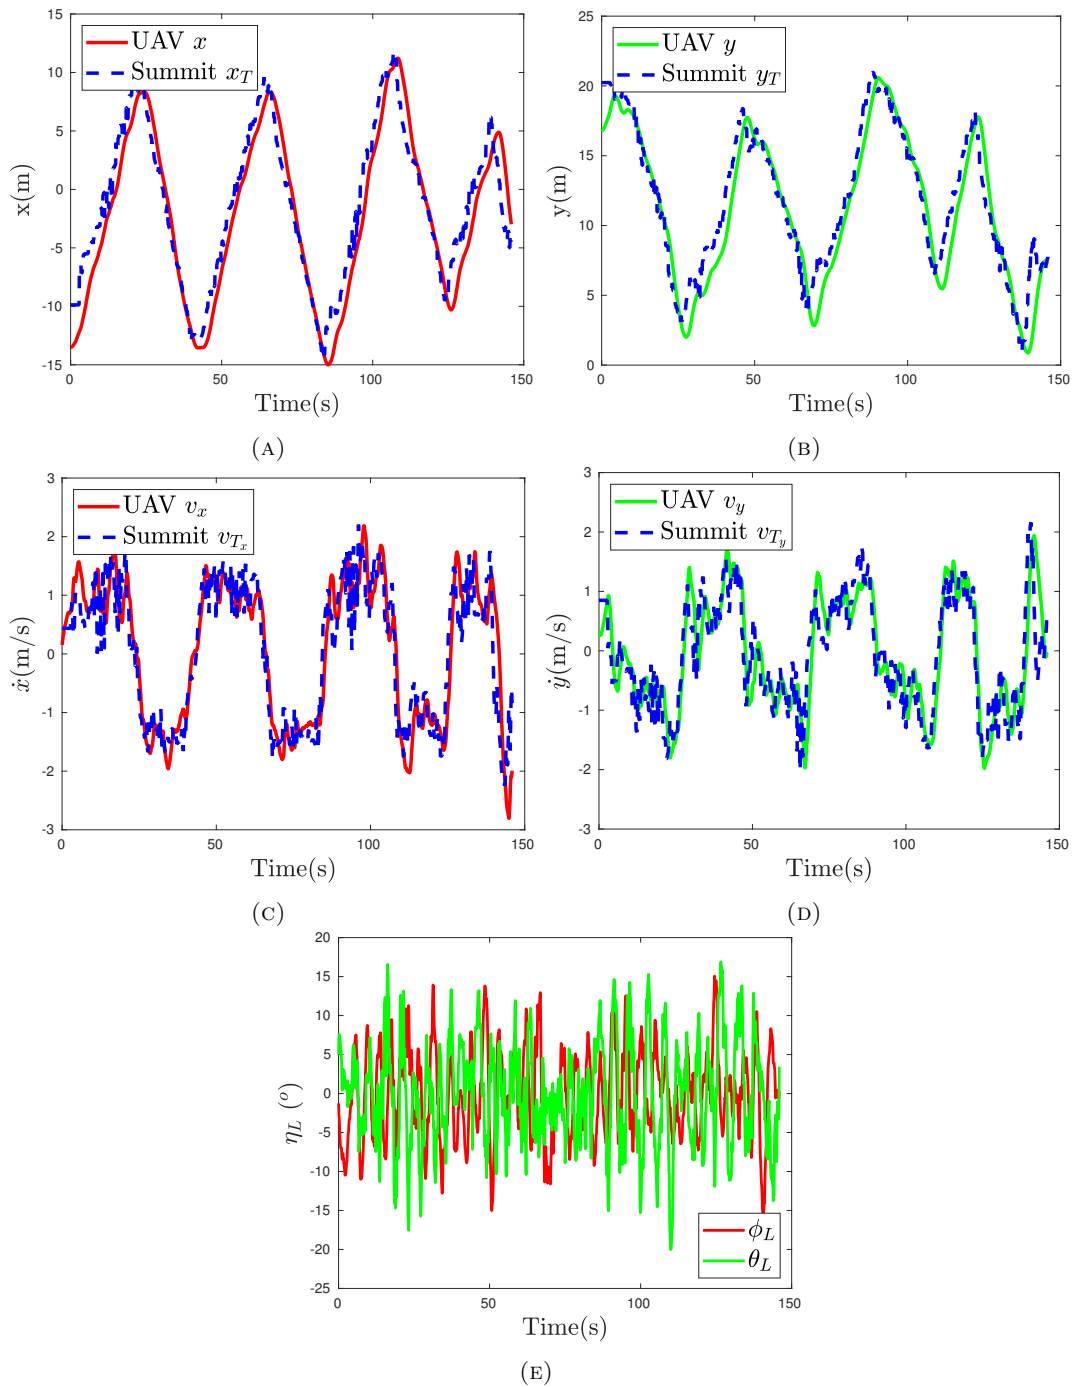 15
10
5
0
-5
-10
-15
x(m)
UAV x
Summit x_T
0
50
100
150
Time(s)
(A)
25
20
15
10
5
0
y(m)
UAV y
Summit y_T
0
50
100
150
Time(s)
(B)
3
2
1
0
-1
-2
-3
ẋ(m/s)
UAV v_x
Summit v_{T_x}
0
50
100
150
Time(s)
(C)
3
2
1
0
-1
-2
-3
ẏ(m/s)
UAV v_y
Summit v_{T_y}
0
50
100
150
Time(s)
(D)
20
15
10
5
0
-5
-10
-15
-20
-25
η_L (°)
ϕ_L
θ_L
0
50
100
150
Time(s)
(E)